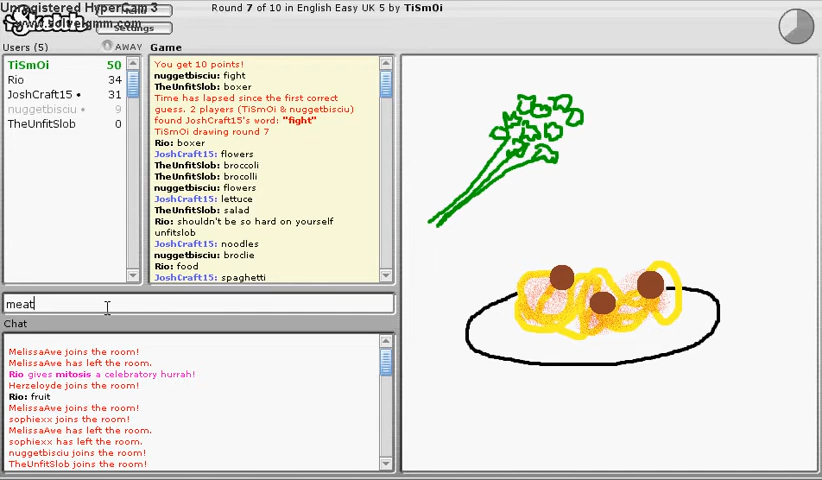 Unregistered HyperCam 3
www.solveigmm.com
Settings
Round 7 of 10 in English Easy UK 5 by TiSmOi
Users (5)
AWAY
TiSmOi 50
Rio 34
JoshCraft15 • 31
nuggetbisciu • 9
TheUnfitSlob 0
Game
You get 10 points!
nuggetbisciu: fight
TheUnfitSlob: boxer
Time has lapsed since the first correct
guess. 2 players (TiSmOi & nuggetbisciu)
found JoshCraft15's word: "fight"
TiSmOi drawing round 7
Rio: boxer
JoshCraft15: flowers
TheUnfitSlob: broccoli
TheUnfitSlob: brocolli
nuggetbisciu: flowers
JoshCraft15: lettuce
TheUnfitSlob: salad
Rio: shouldn't be so hard on yourself
unfitslob
JoshCraft15: noodles
nuggetbisciu: broclie
Rio: food
JoshCraft15: spaghetti
meat
Chat
MelissaAve joins the room!
MelissaAve has left the room.
Rio gives mitosis a celebratory hurrah!
Herzeloyde joins the room!
Rio: fruit
MelissaAve joins the room!
sophiexx joins the room!
MelissaAve has left the room.
sophiexx has left the room.
nuggetbisciu joins the room!
TheUnfitSlob joins the room!